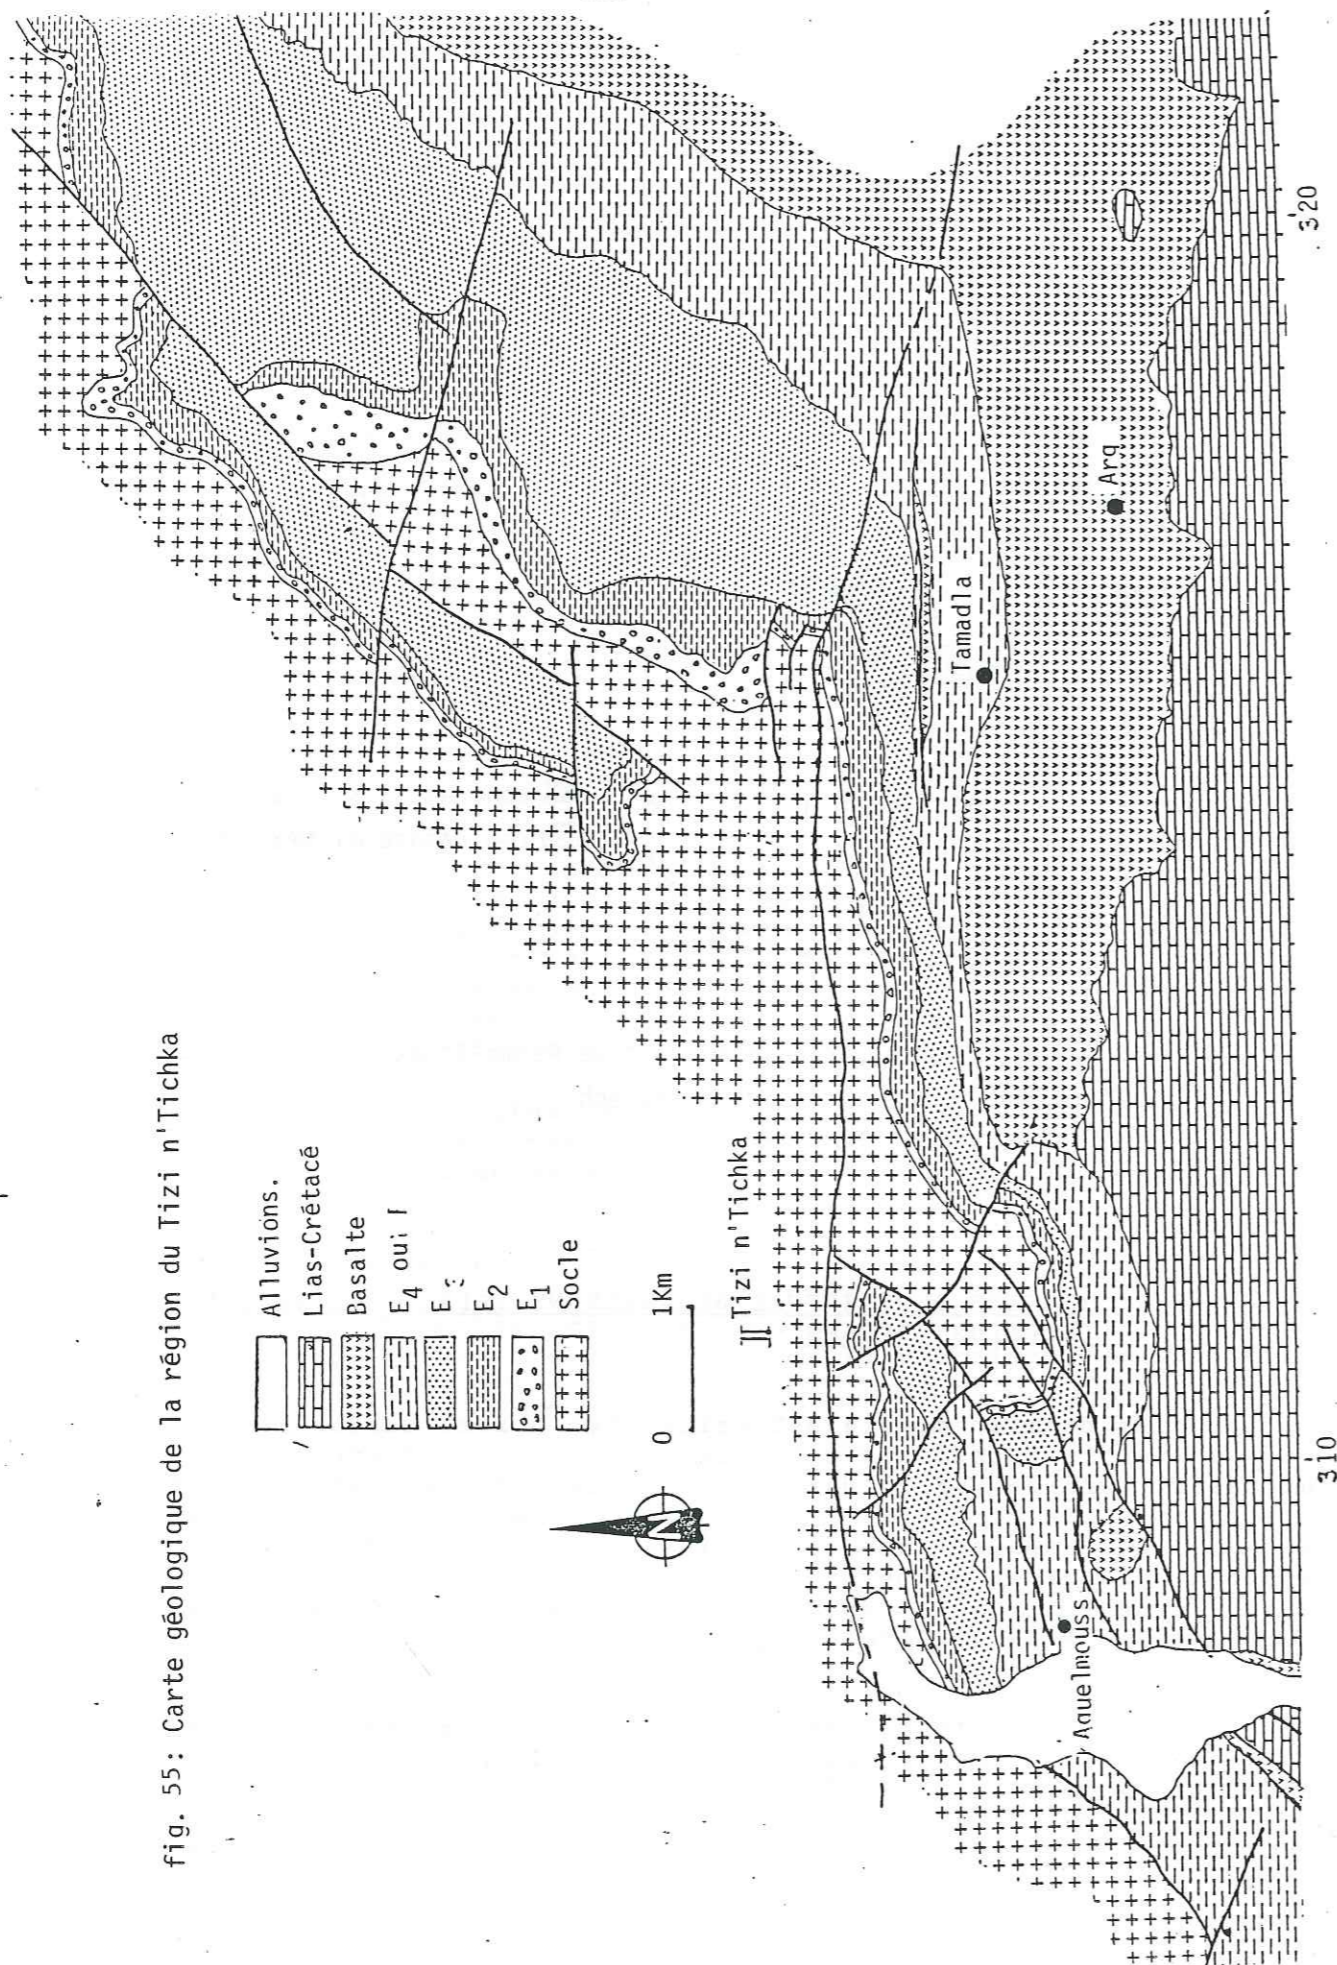 fig. 55: Carte géologique de la région du Tizi n'Tichka
Alluvions.
Lias-Crétacé
Basalte
E4 ou
E3
E2
E1
Socle
N
0 1Km
Tizi n'Tichka
Tamadla
Arq
Aguelmouss
310
320